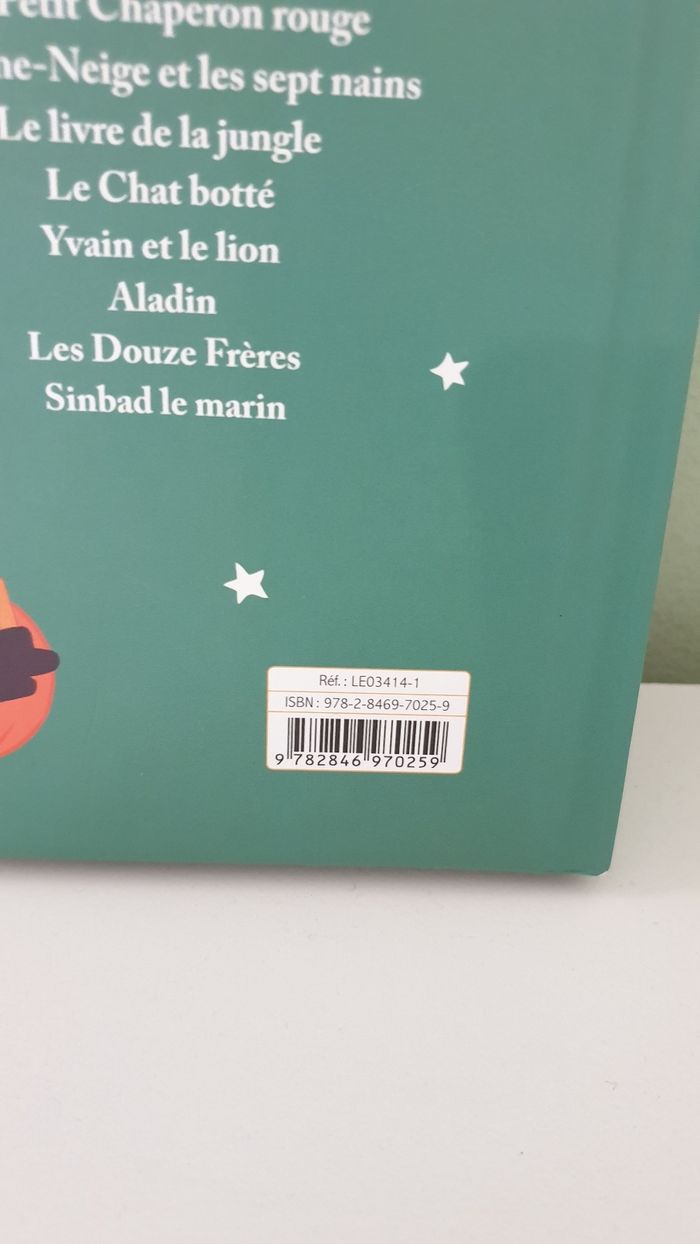 Petit Chaperon rouge
et les sept nains
Le livre de la jungle
Le Chat botté
Yvain et le lion
Aladin
Les Douze Frères
Sinbad le marin
Réf. : LE03414-1
ISBN : 978-2-8469-7025-9
9 782846 970259